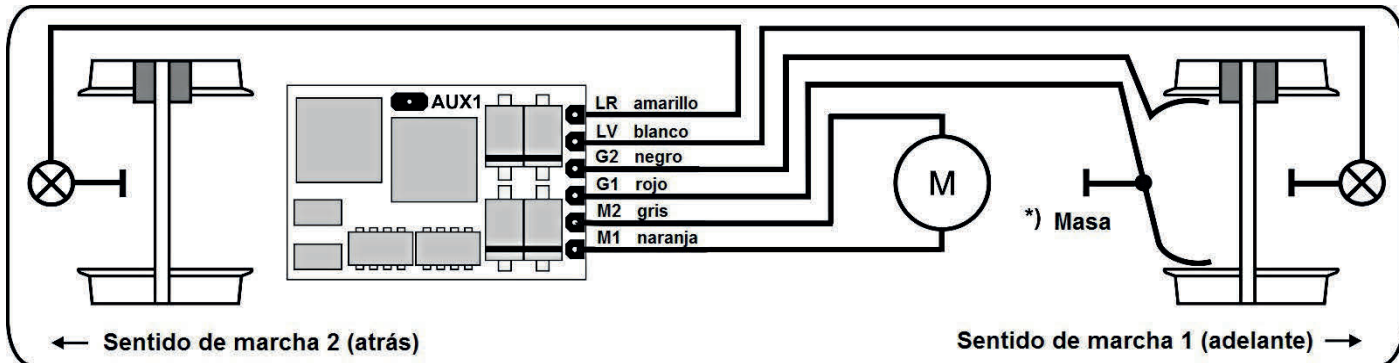 AUX1
LR amarillo
LV blanco
G2 negro
G1 rojo
M2 gris
M1 naranja
M
*) Masa
← Sentido de marcha 2 (atrás)
Sentido de marcha 1 (adelante) →